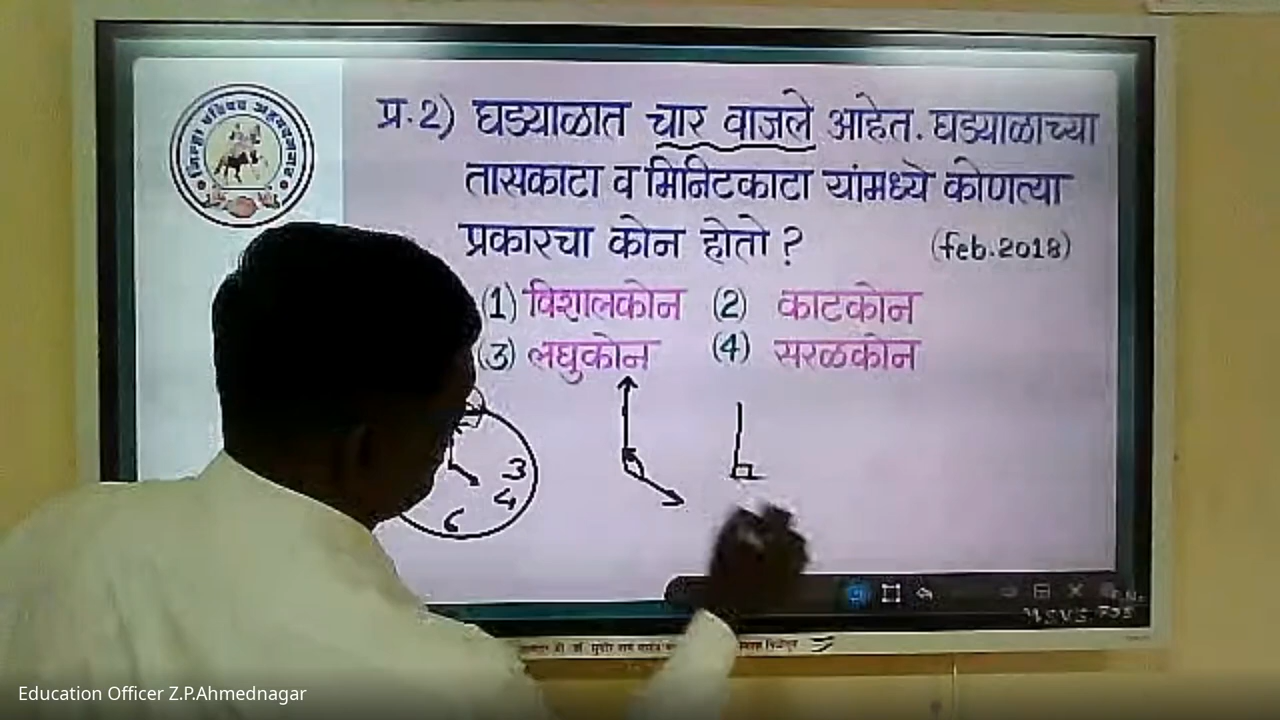 प्र.2) घड्याळात चार वाजले आहेत. घड्याळाच्या
तासकाटा व मिनिटकाटा यांमध्ये कोणत्या
प्रकारचा कोन होतो ?
(feb.2018)
(1) विशालकोन (2) काटकोन
(3) लघुकोन (4) सरळकोन
3
4
6
Education Officer Z.P.Ahmednagar